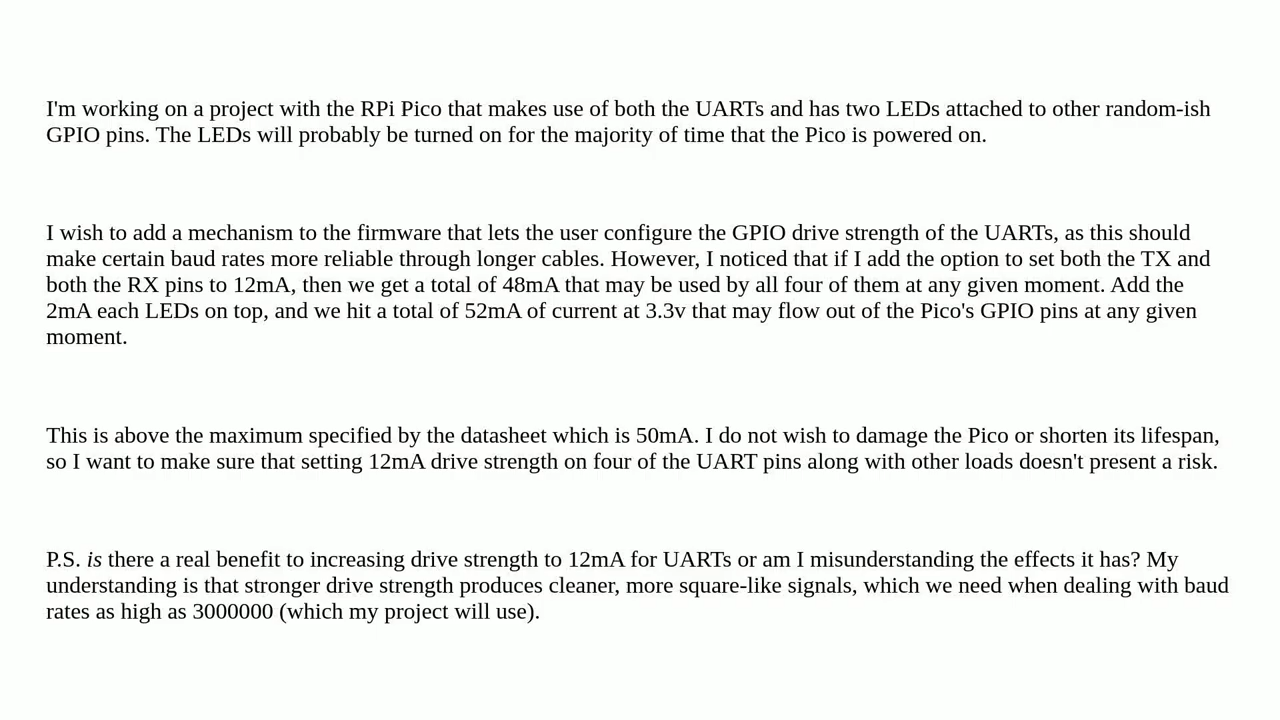 I'm working on a project with the RPi Pico that makes use of both the UARTs and has two LEDs attached to other random-ish
GPIO pins. The LEDs will probably be turned on for the majority of time that the Pico is powered on.
I wish to add a mechanism to the firmware that lets the user configure the GPIO drive strength of the UARTs, as this should
make certain baud rates more reliable through longer cables. However, I noticed that if I add the option to set both the TX and
both the RX pins to 12mA, then we get a total of 48mA that may be used by all four of them at any given moment. Add the
2mA each LEDs on top, and we hit a total of 52mA of current at 3.3v that may flow out of the Pico's GPIO pins at any given
moment.
This is above the maximum specified by the datasheet which is 50mA. I do not wish to damage the Pico or shorten its lifespan,
so I want to make sure that setting 12mA drive strength on four of the UART pins along with other loads doesn't present a risk.
P.S. is there a real benefit to increasing drive strength to 12mA for UARTs or am I misunderstanding the effects it has? My
understanding is that stronger drive strength produces cleaner, more square-like signals, which we need when dealing with baud
rates as high as 3000000 (which my project will use).